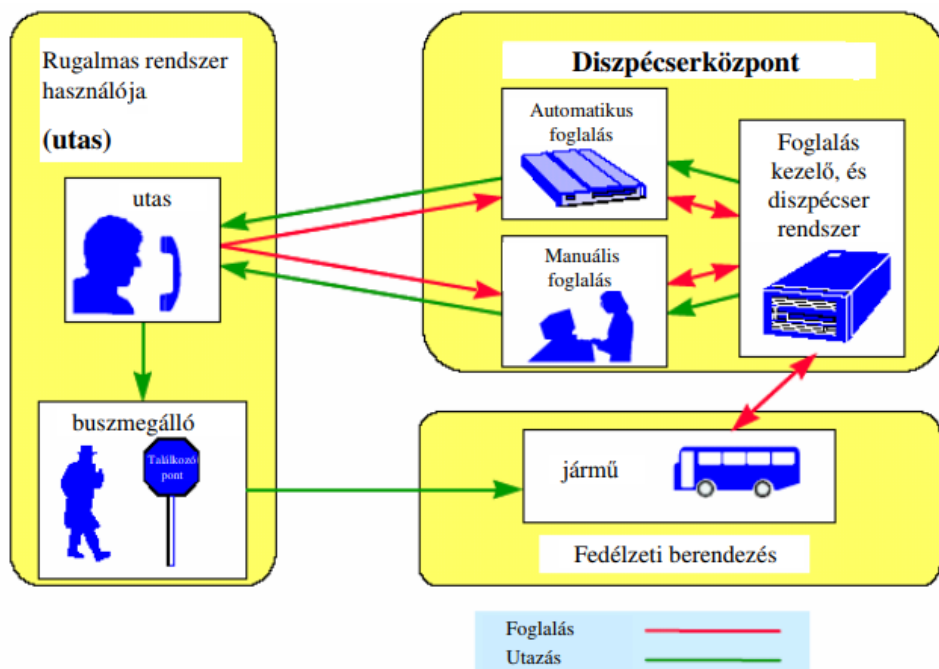 Rugalmas rendszer
használója
(utas)
utas
buszmegálló
Találkozó
pont
Diszpécserközpont
Automatikus
foglalás
Manuális
foglalás
Foglalás
kezelő, és
diszpécser
rendszer
jármű
Fedélzeti berendezés
Foglalás
Utazás